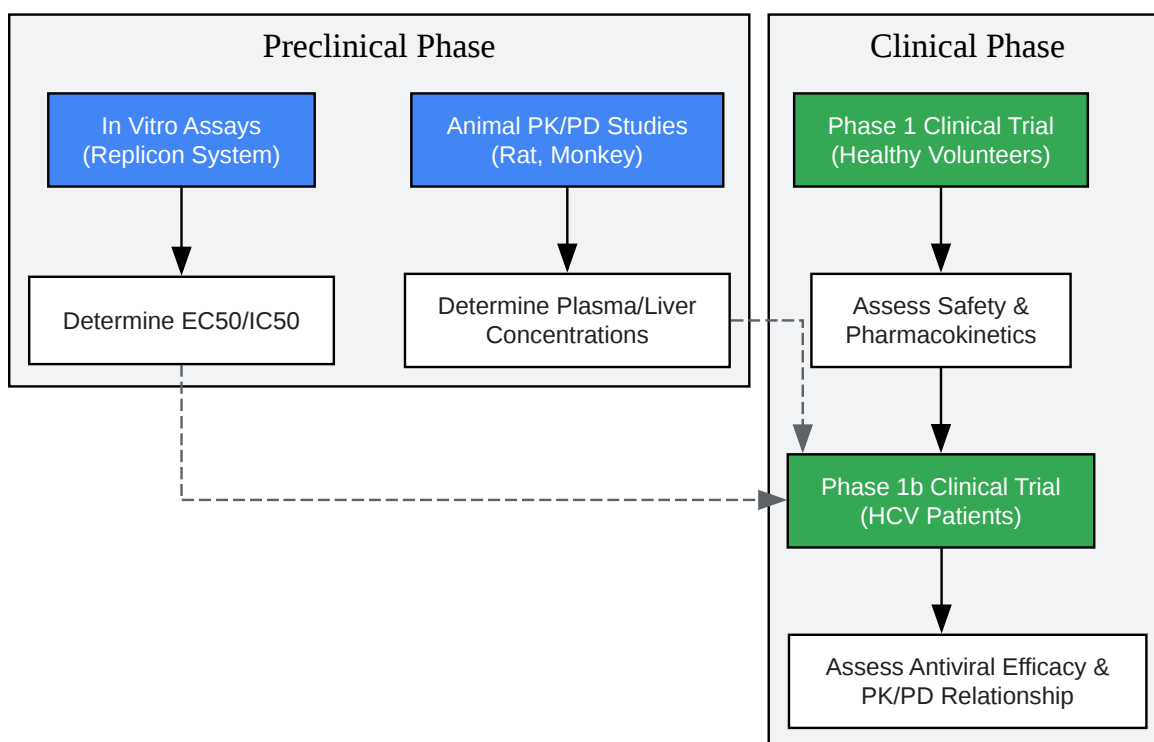 Preclinical Phase
In Vitro Assays
(Replicon System)
Animal PK/PD Studies
(Rat, Monkey)
Determine EC50/IC50
Determine Plasma/Liver
Concentrations
Clinical Phase
Phase 1 Clinical Trial
(Healthy Volunteers)
Assess Safety &
Pharmacokinetics
Phase 1b Clinical Trial
(HCV Patients)
Assess Antiviral Efficacy &
PK/PD Relationship